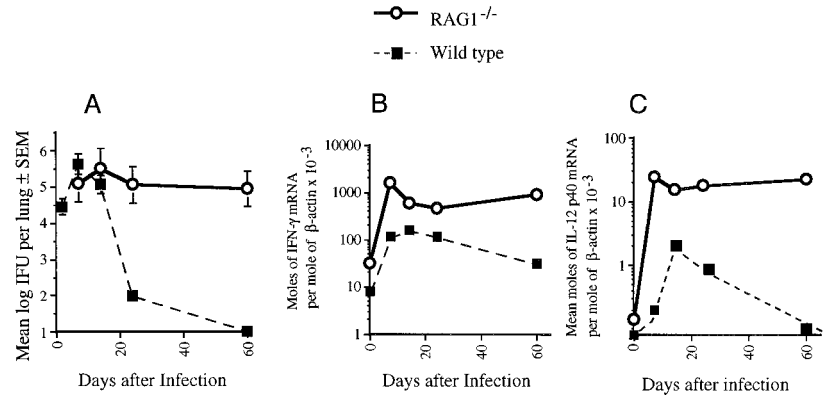 RAG1-/-
Wild type
A
B
C
Mean log IFU per lung ± SEM
6
5
4
3
2
1
0
20
40
60
Days after Infection
Moles of IFN-γ mRNA
per mole of β-actin x 10-3
10000
1000
100
10
1
0
20
40
60
Days after Infection
Mean moles of IL-12 p40 mRNA
per mole of β-actin x 10-3
100
10
1
0
20
40
60
Days after infection